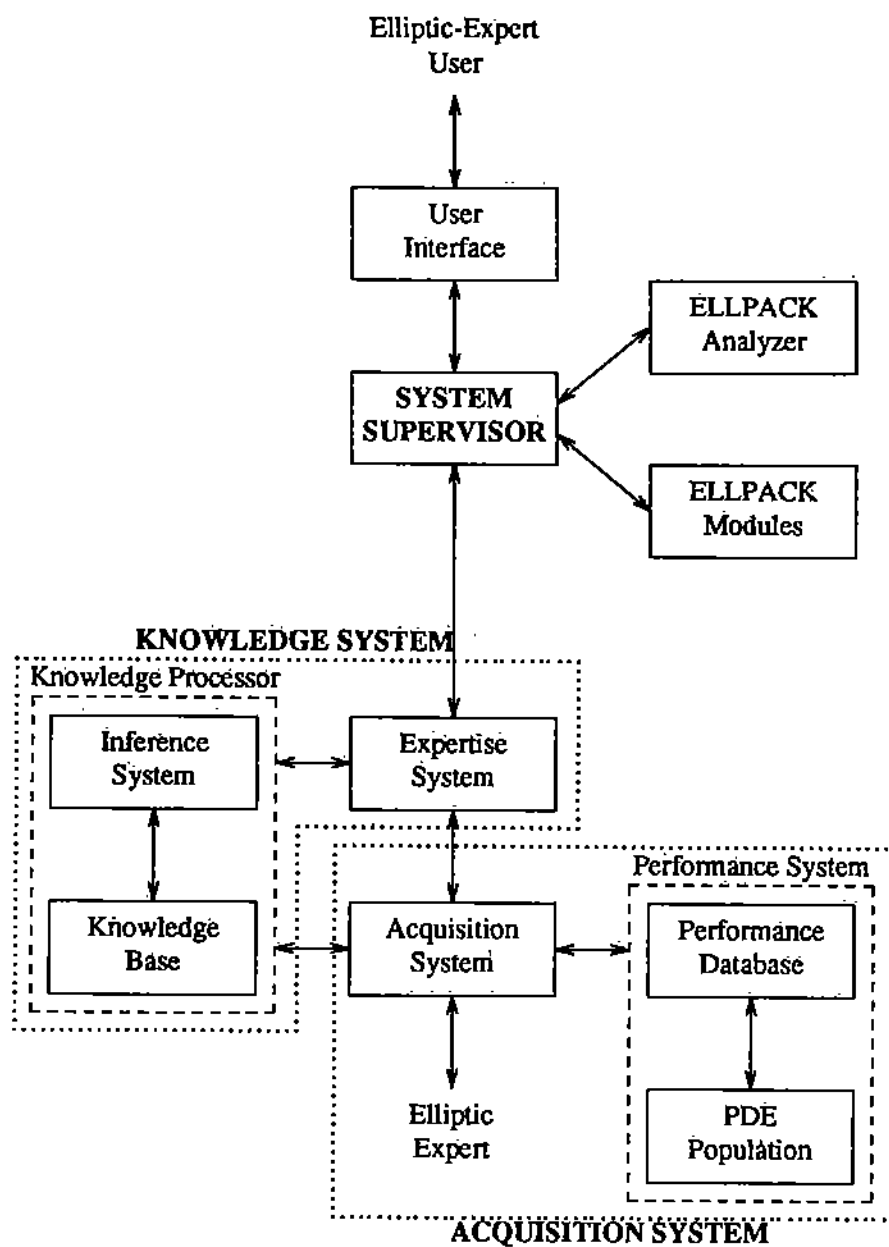 Elliptic-Expert
User
User
Interface
ELLPACK
Analyzer
SYSTEM
SUPERVISOR
ELLPACK
Modules
KNOWLEDGE SYSTEM
Knowledge Processor
Inference
System
Expertise
System
Performance System
Knowledge
Base
Acquisition
System
Performance
Database
Elliptic
Expert
PDE
Population
ACQUISITION SYSTEM